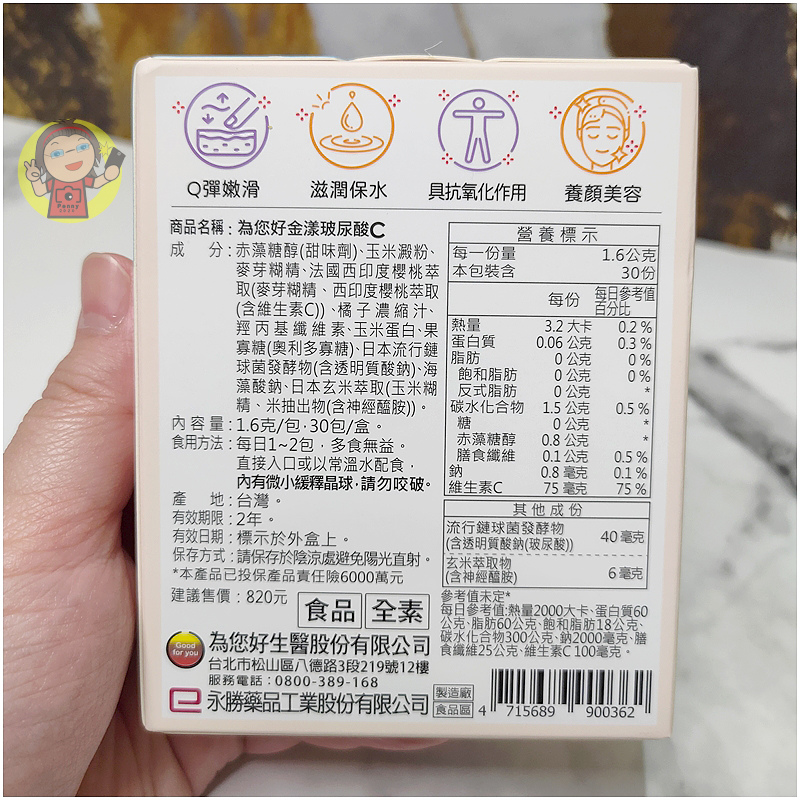 Q彈嫩滑
滋潤保水
具抗氧化作用
養顏美容
Penny
商品名稱：為您好金漾玻尿酸C
成　分：赤藻糖醇(甜味劑)、玉米澱粉、
麥芽糊精、法國西印度櫻桃萃
取(麥芽糊精、西印度櫻桃萃取
(含維生素C))、橘子濃縮汁、
羥丙基纖維素、玉米蛋白、果
寡糖(奧利多寡糖)、日本流行鏈
球菌發酵物(含透明質酸鈉)、海
藻酸鈉、日本玄米萃取(玉米糊
精、米抽出物(含神經醯胺))。
內容量：1.6克/包，30包/盒。
食用方法：每日1~2包，多食無益。
直接入口或以常溫水配食，
內有微小緩釋晶球，請勿咬破。
產　地：台灣。
有效期限：2年。
有效日期：標示於外盒上。
保存方式：請保存於陰涼處避免陽光直射。
*本產品已投保產品責任險6000萬元
建議售價：820元
食品
全素
Good
for you
為您好生醫股份有限公司
台北市松山區八德路3段219號12樓
服務電話：0800-389-168
永勝藥品工業股份有限公司
製造廠
食品區
營養標示
每一份量 1.6公克
本包裝含 30份
每份 每日參考值
百分比
熱量 3.2 大卡 0.2 %
蛋白質 0.06 公克 0.3 %
脂肪 0 公克 0 %
飽和脂肪 0 公克 0 %
反式脂肪 0 公克 *
碳水化合物 1.5 公克 0.5 %
糖 0 公克 *
赤藻糖醇 0.8 公克 *
膳食纖維 0.1 公克 0.5 %
鈉 0.8 毫克 0.1 %
維生素C 75 毫克 75 %
其他成份
流行鏈球菌發酵物
(含透明質酸鈉(玻尿酸)) 40 毫克
玄米萃取物
(含神經醯胺) 6 毫克
參考值未定*
每日參考值:熱量2000大卡、蛋白質60
公克、脂肪60公克、飽和脂肪18公克、
碳水化合物300公克、鈉2000毫克、膳
食纖維25公克、維生素C 100毫克。
4 715689 900362